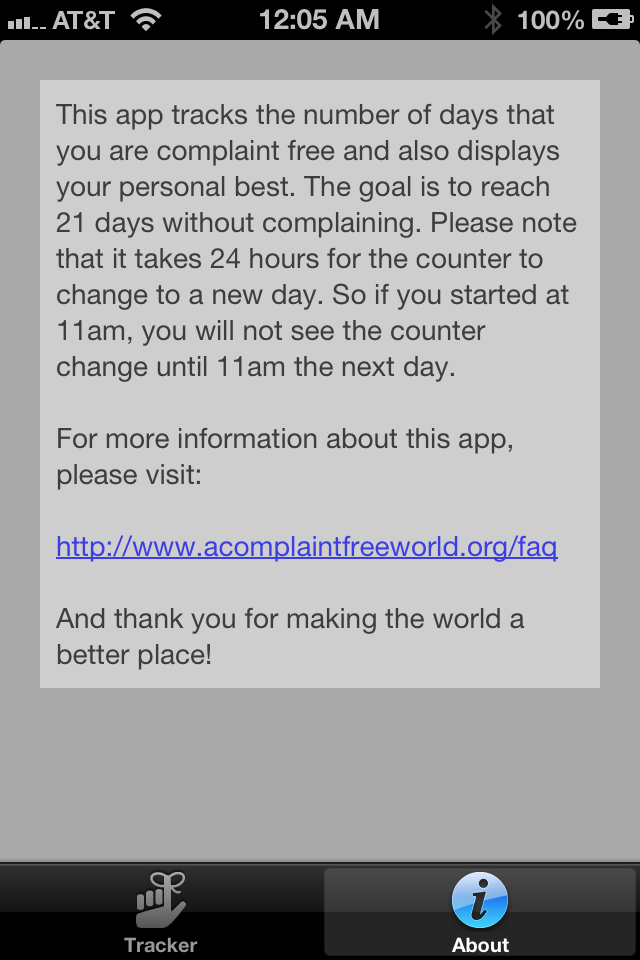 AT&T 12:05 AM 100%
This app tracks the number of days that
you are complaint free and also displays
your personal best. The goal is to reach
21 days without complaining. Please note
that it takes 24 hours for the counter to
change to a new day. So if you started at
11am, you will not see the counter
change until 11am the next day.
For more information about this app,
please visit:
http://www.acomplaintfreeworld.org/faq
And thank you for making the world a
better place!
Tracker About